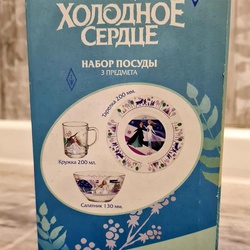 ХОЛОДНОЕ
СЕРДЦЕ
НАБОР ПОСУДЫ
3 ПРЕДМЕТА
Тарелка 200 мм.
Кружка 200 мл.
Салатник 130 мм.